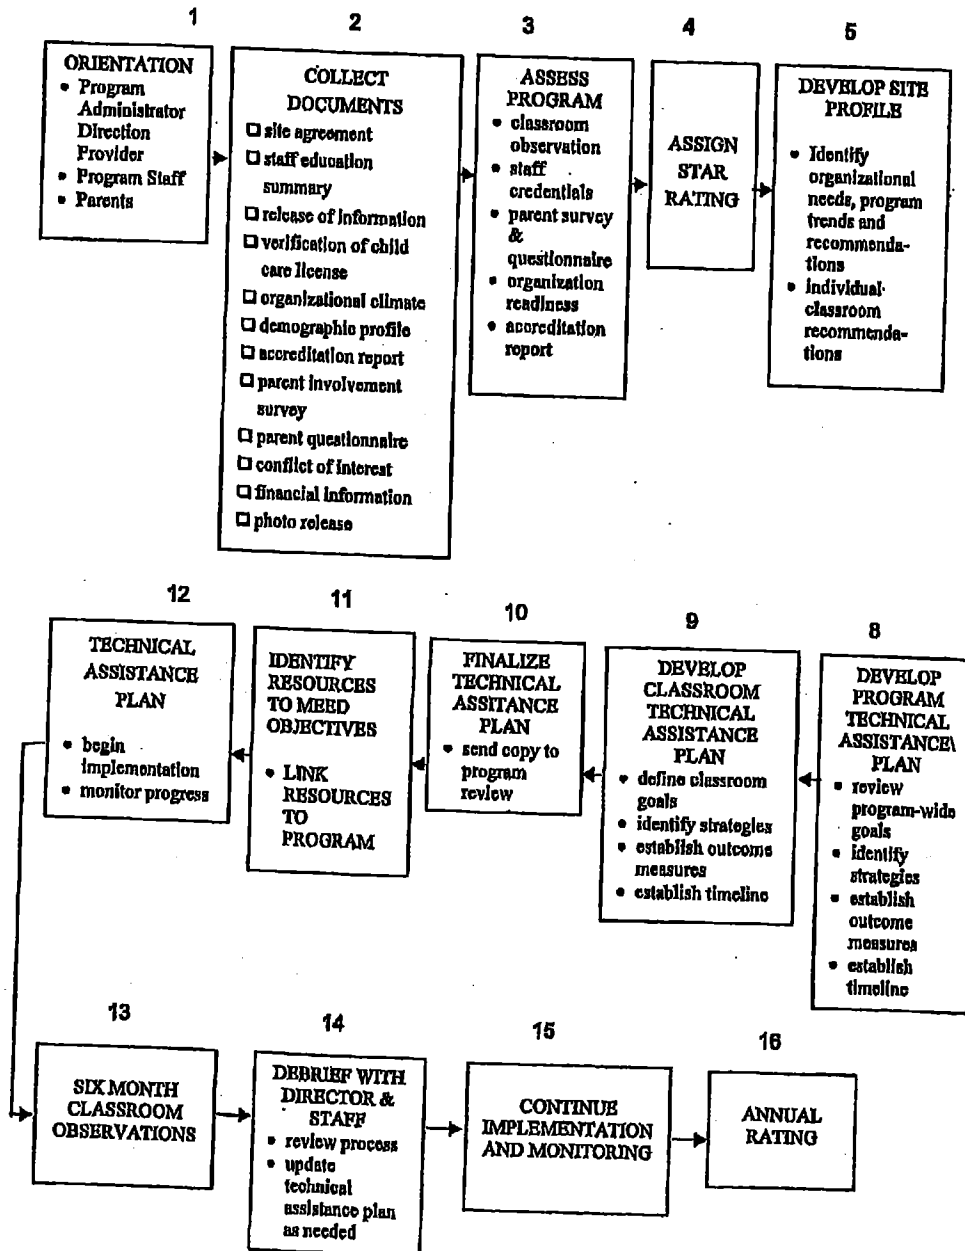 1
ORIENTATION
• Program
Administrator
Direction
Provider
• Program Staff
• Parents
2
COLLECT
DOCUMENTS
❑ site agreement
❑ staff education
summary
❑ release of information
❑ verification of child
care license
❑ organizational climate
❑ demographic profile
❑ accreditation report
❑ parent involvement
survey
❑ parent questionnaire
❑ conflict of interest
❑ financial information
❑ photo release
3
ASSESS
PROGRAM
• classroom
observation
• staff
credentials
• parent survey
&
questionnaire
• organization
readiness
• accreditation
report
4
ASSIGN
STAR
RATING
5
DEVELOP SITE
PROFILE
• Identify
organizational
needs, program
trends and
recommenda-
tions
• individual
classroom
recommenda-
tions
8
DEVELOP
PROGRAM
TECHNICAL
ASSISTANCE\
PLAN
• review
program-wide
goals
• identify
strategies
• establish
outcome
measures
• establish
timeline
9
DEVELOP
CLASSROOM
TECHNICAL
ASSISTANCE
PLAN
• define classroom
goals
• identify strategies
• establish outcome
measures
• establish timeline
10
FINALIZE
TECHNICAL
ASSITANCE
PLAN
• send copy to
program
review
11
IDENTIFY
RESOURCES
TO MEED
OBJECTIVES
• LINK
RESOURCES
TO
PROGRAM
12
TECHNICAL
ASSISTANCE
PLAN
• begin
implementation
• monitor progress
13
SIX MONTH
CLASSROOM
OBSERVATIONS
14
DEBRIEF WITH
DIRECTOR &
STAFF
• review process
• update
technical
assistance plan
as needed
15
CONTINUE
IMPLEMENTATION
AND MONITORING
16
ANNUAL
RATING